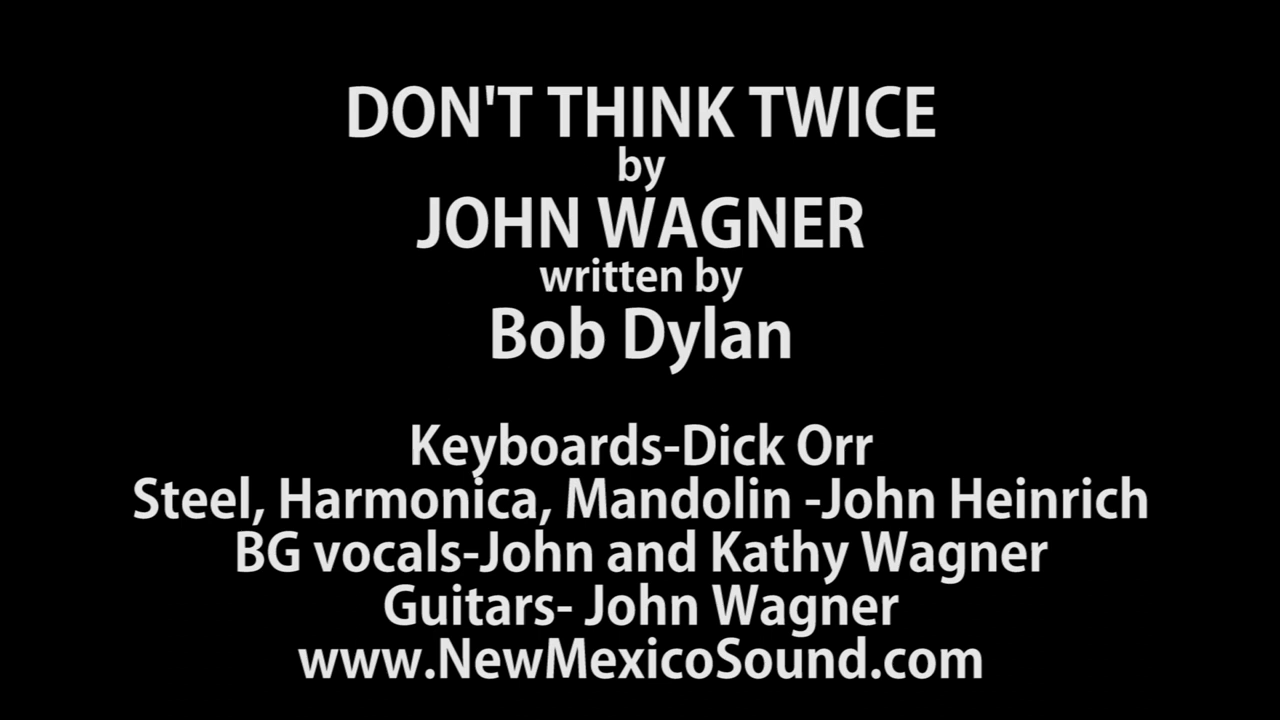 DON'T THINK TWICE
by
JOHN WAGNER
written by
Bob Dylan
Keyboards-Dick Orr
Steel, Harmonica, Mandolin -John Heinrich
BG vocals-John and Kathy Wagner
Guitars- John Wagner
www.NewMexicoSound.com